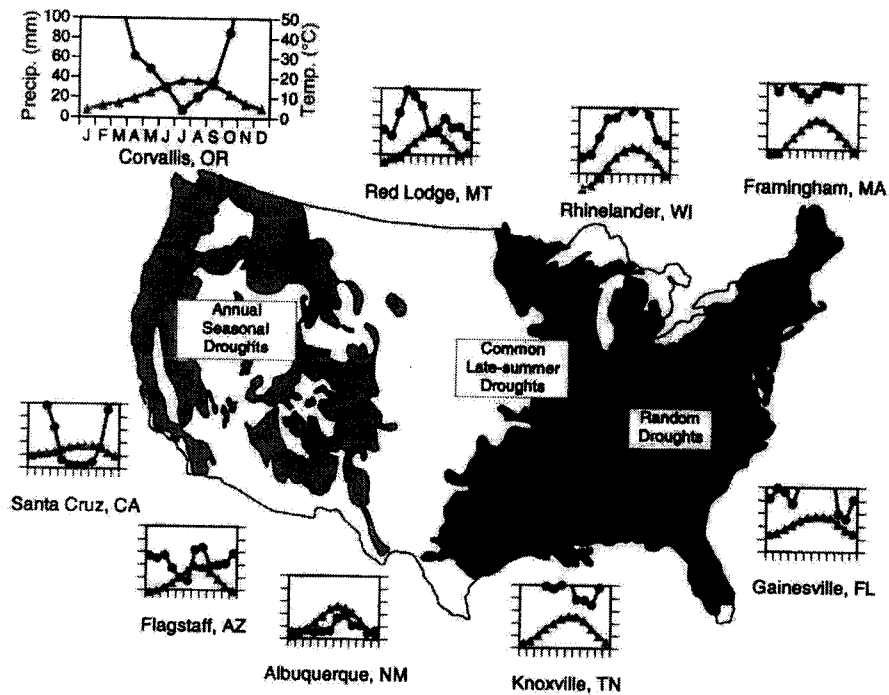 Precip. (mm)
100
80
60
40
20
0
50
40
30
20
10
0
Temp. (°C)
J F M A M J J A S O N D
Corvallis, OR
Red Lodge, MT
Rhinelander, WI
Framingham, MA
Annual
Seasonal
Droughts
Common
Late-summer
Droughts
Random
Droughts
Santa Cruz, CA
Flagstaff, AZ
Albuquerque, NM
Knoxville, TN
Gainesville, FL